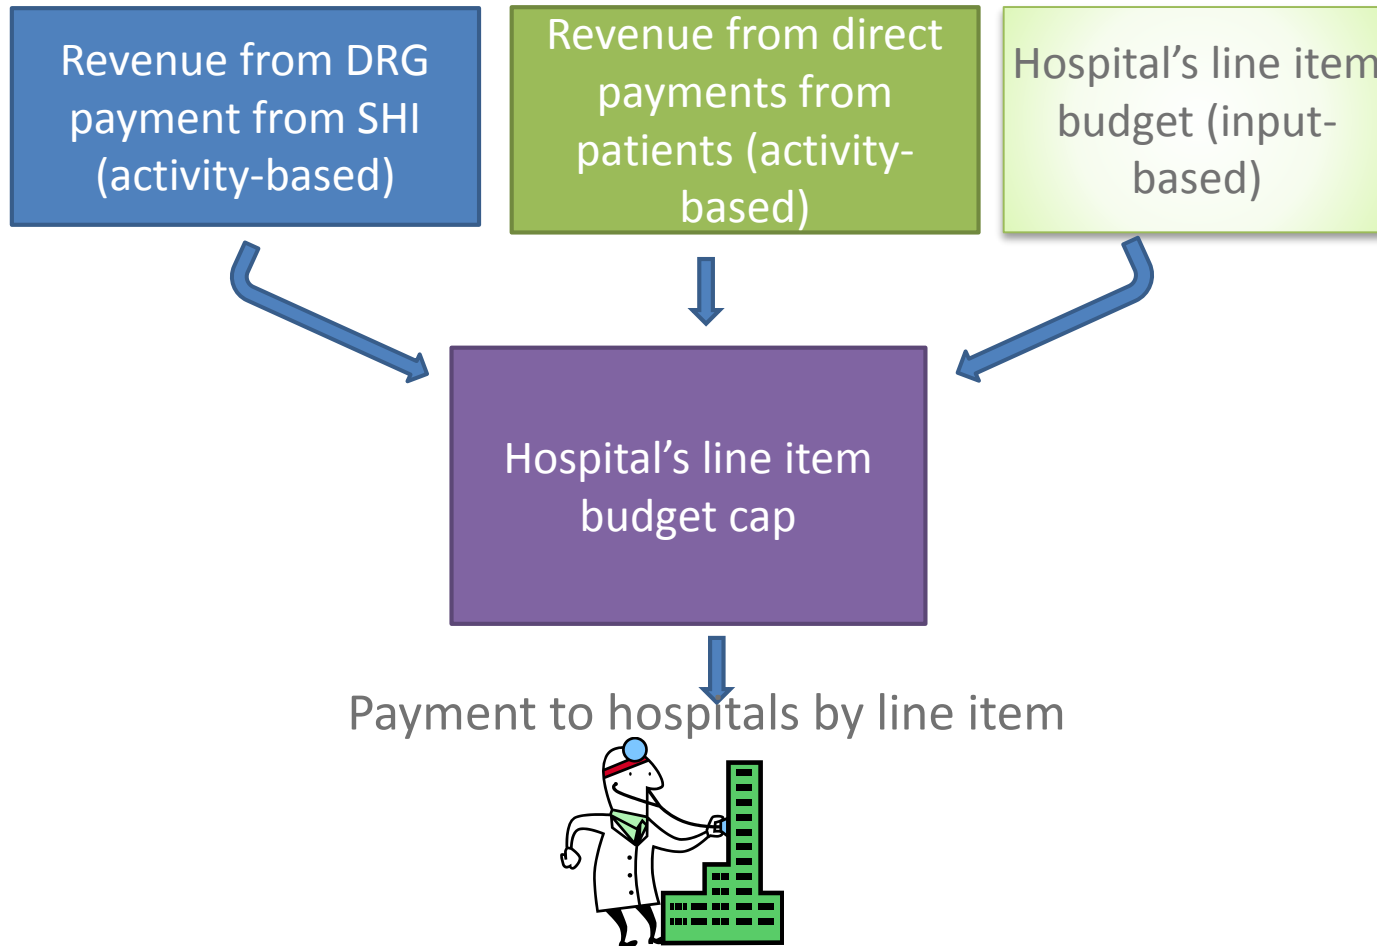 Revenue from DRG
payment from SHI
(activity-based)
Revenue from direct
payments from
patients (activity-
based)
Hospital’s line item
budget (input-
based)
Hospital’s line item
budget cap
Payment to hospitals by line item